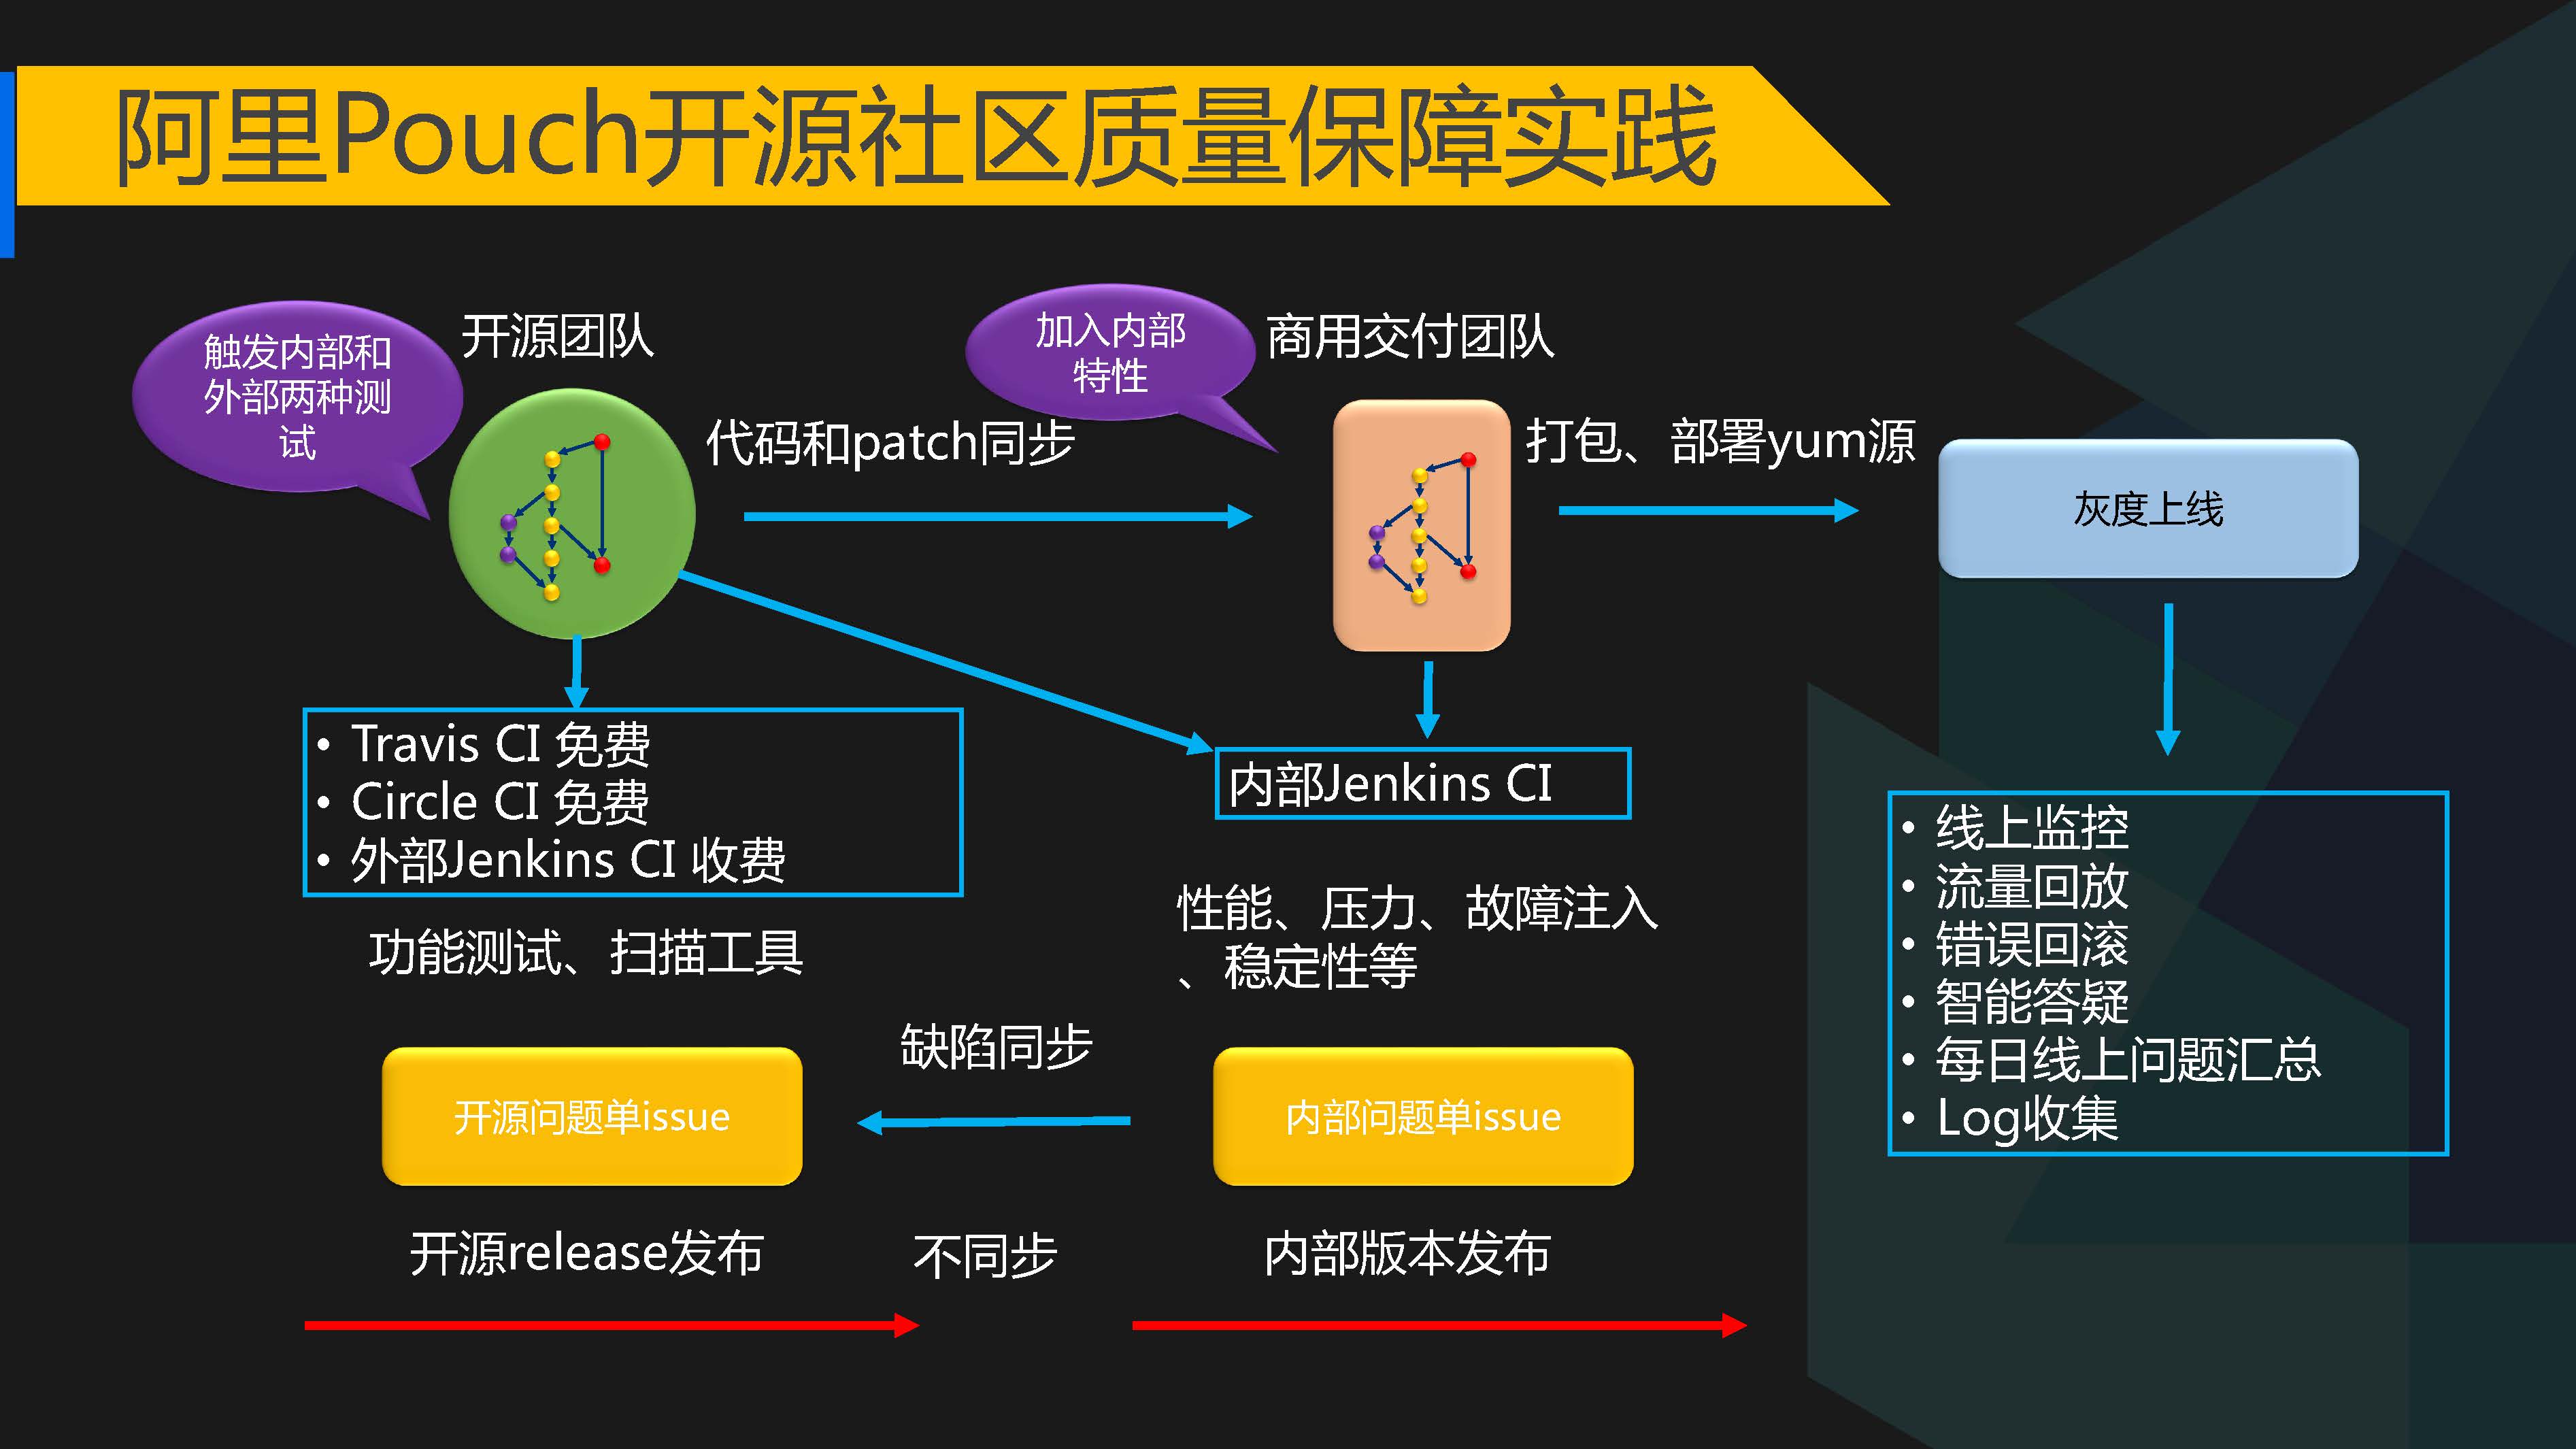 阿里Pouch开源社区质量保障实践
触发内部和
外部两种测
试
开源团队
加入内部
特性
商用交付团队
代码和patch同步
打包、部署yum源
灰度上线
• Travis CI 免费
• Circle CI 免费
• 外部Jenkins CI 收费
内部Jenkins CI
功能测试、扫描工具
性能、压力、故障注入
、稳定性等
• 线上监控
• 流量回放
• 错误回滚
• 智能答疑
• 每日线上问题汇总
• Log收集
缺陷同步
开源问题单issue
内部问题单issue
开源release发布
不同步
内部版本发布